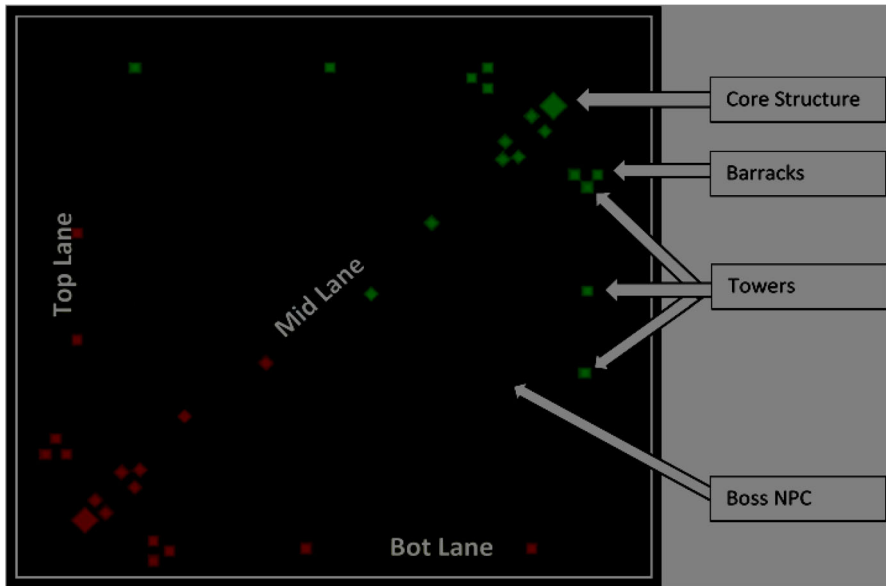 Core Structure
Barracks
Top Lane
Mid Lane
Towers
Boss NPC
Bot Lane